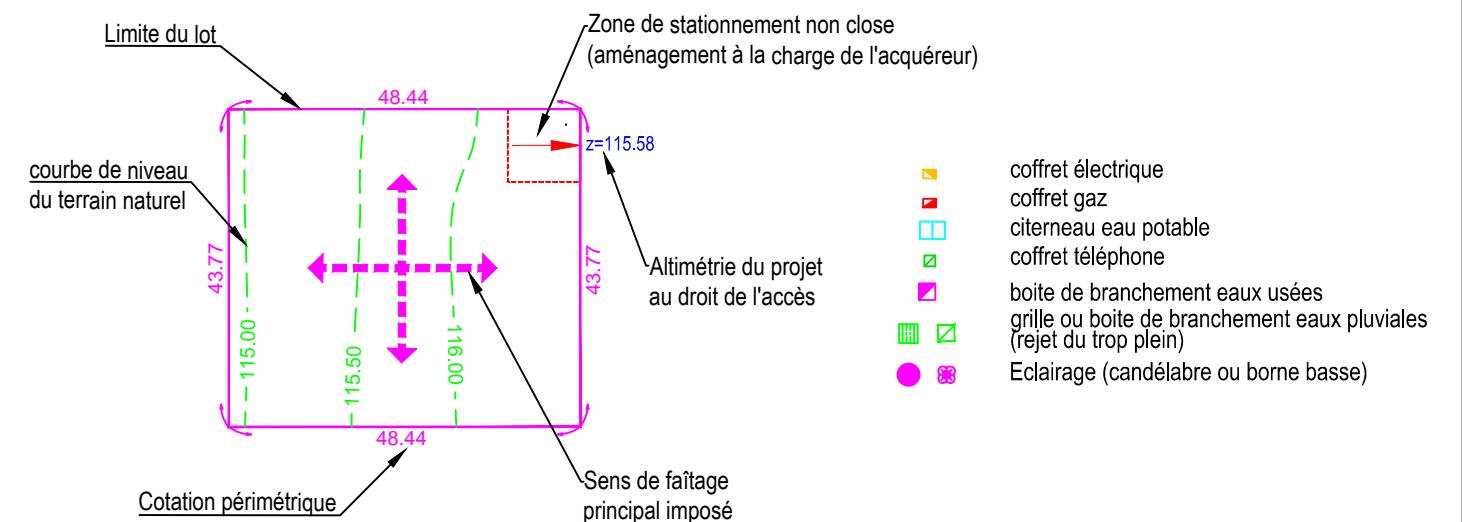 Limite du lot
Zone de stationnement non close
(aménagement à la charge de l'acquéreur)
48.44
z=115.58
courbe de niveau
du terrain naturel
43.77
43.77
Altimétrie du projet
au droit de l'accès
115.00
115.50
116.00
48.44
Cotation périmétrique
Sens de faîtage
principal imposé
coffret électrique
coffret gaz
citerneau eau potable
coffret téléphone
boite de branchement eaux usées
grille ou boite de branchement eaux pluviales
(rejet du trop plein)
Eclairage (candélabre ou borne basse)